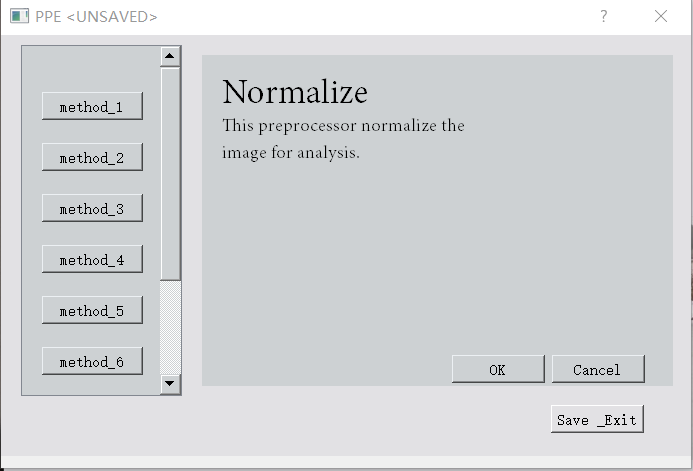 PPE <UNSAVED>
?
method_1
method_2
method_3
method_4
method_5
method_6
Normalize
This preprocessor normalize the
image for analysis.
OK
Cancel
Save _Exit